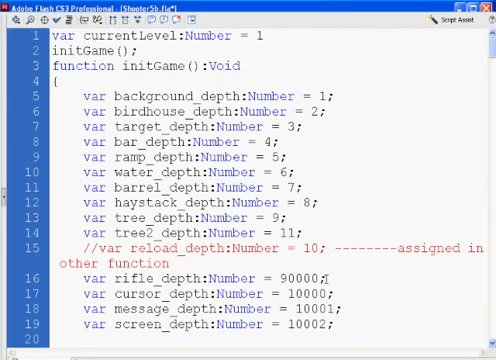 Adobe Flash CS3 Professional - [Shooter5b.fla*]
Script Assist
1 var currentLevel:Number = 1
2 initGame();
3 function initGame():Void
4 {
5 var background_depth:Number = 1;
6 var birdhouse_depth:Number = 2;
7 var target_depth:Number = 3;
8 var bar_depth:Number = 4;
9 var ramp_depth:Number = 5;
10 var water_depth:Number = 6;
11 var barrel_depth:Number = 7;
12 var haystack_depth:Number = 8;
13 var tree_depth:Number = 9;
14 var tree2_depth:Number = 11;
15 //var reload_depth:Number = 10; --------assigned in
other function
16 var rifle_depth:Number = 90000;
17 var cursor_depth:Number = 10000;
18 var message_depth:Number = 10001;
19 var screen_depth:Number = 10002;
20